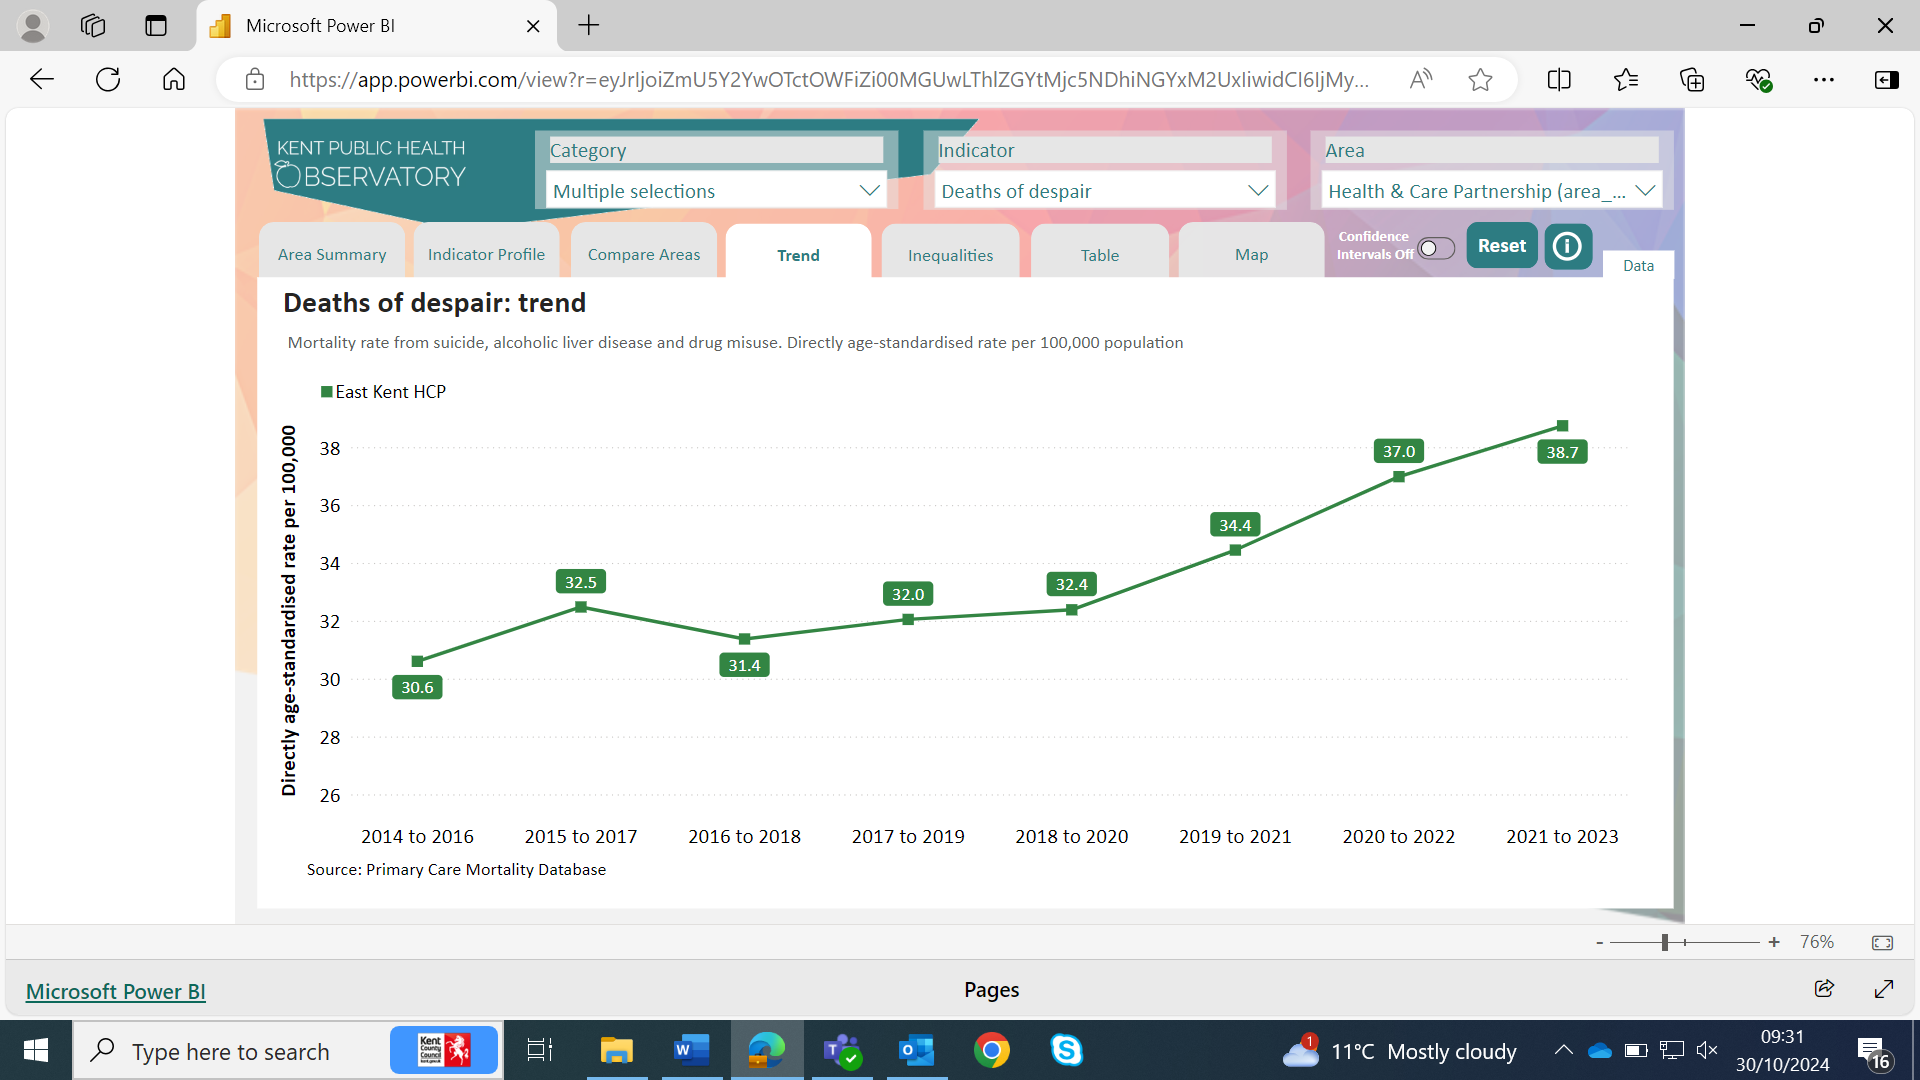 Microsoft Power BI
https://app.powerbi.com/view?r=eyJrIjoiZmU5Y2YwOTctOWFiZi00MGUwLThlZGYtMjc5NDhiNGYxM2UxIiwidCI6IjMy...
KENT PUBLIC HEALTH
OBSERVATORY
Category
Multiple selections
Indicator
Deaths of despair
Area
Health & Care Partnership (area_...
Area Summary
Indicator Profile
Compare Areas
Trend
Inequalities
Table
Map
Confidence
Intervals Off
Reset
Data
Deaths of despair: trend
Mortality rate from suicide, alcoholic liver disease and drug misuse. Directly age-standardised rate per 100,000 population
East Kent HCP
Directly age-standardised rate per 100,000
38
36
34
32
30
28
26
30.6
32.5
31.4
32.0
32.4
34.4
37.0
38.7
2014 to 2016
2015 to 2017
2016 to 2018
2017 to 2019
2018 to 2020
2019 to 2021
2020 to 2022
2021 to 2023
Source: Primary Care Mortality Database
- + 76%
Microsoft Power BI
Pages
Type here to search
Kent
County
Council
1
11°C Mostly cloudy
09:31
30/10/2024
16